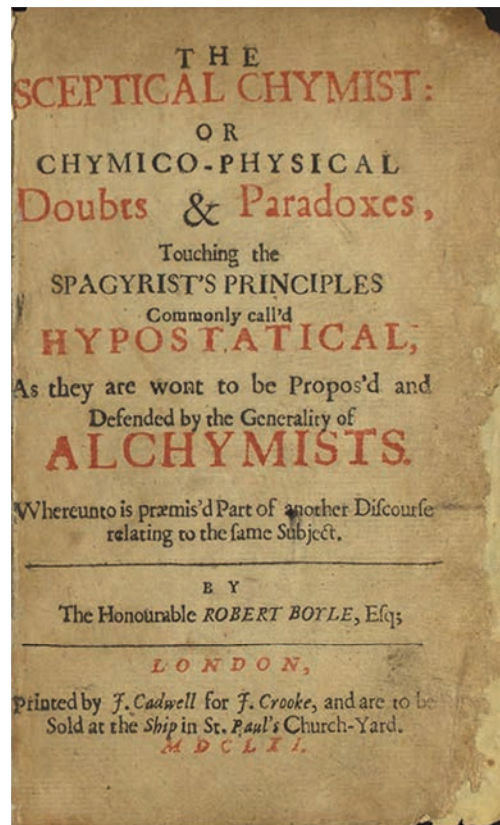 THE
SCEPTICAL CHYMIST:
OR
CHYMICO-PHYSICAL
Doubts & Paradoxes,
Touching the
SPAGYRIST'S PRINCIPLES
Commonly call'd
HYPOSTATICAL,
As they are wont to be Propos'd and
Defended by the Generality of
ALCHYMISTS.
Whereunto is præmis'd Part of another Diſcourſe
relating to the ſame Subject.
BY
The Honourable ROBERT BOYLE, Eſq;
LONDON,
Printed by J. Cadwell for J. Crooke, and are to be
Sold at the Ship in St. Paul's Church-Yard.
MDCLXI.